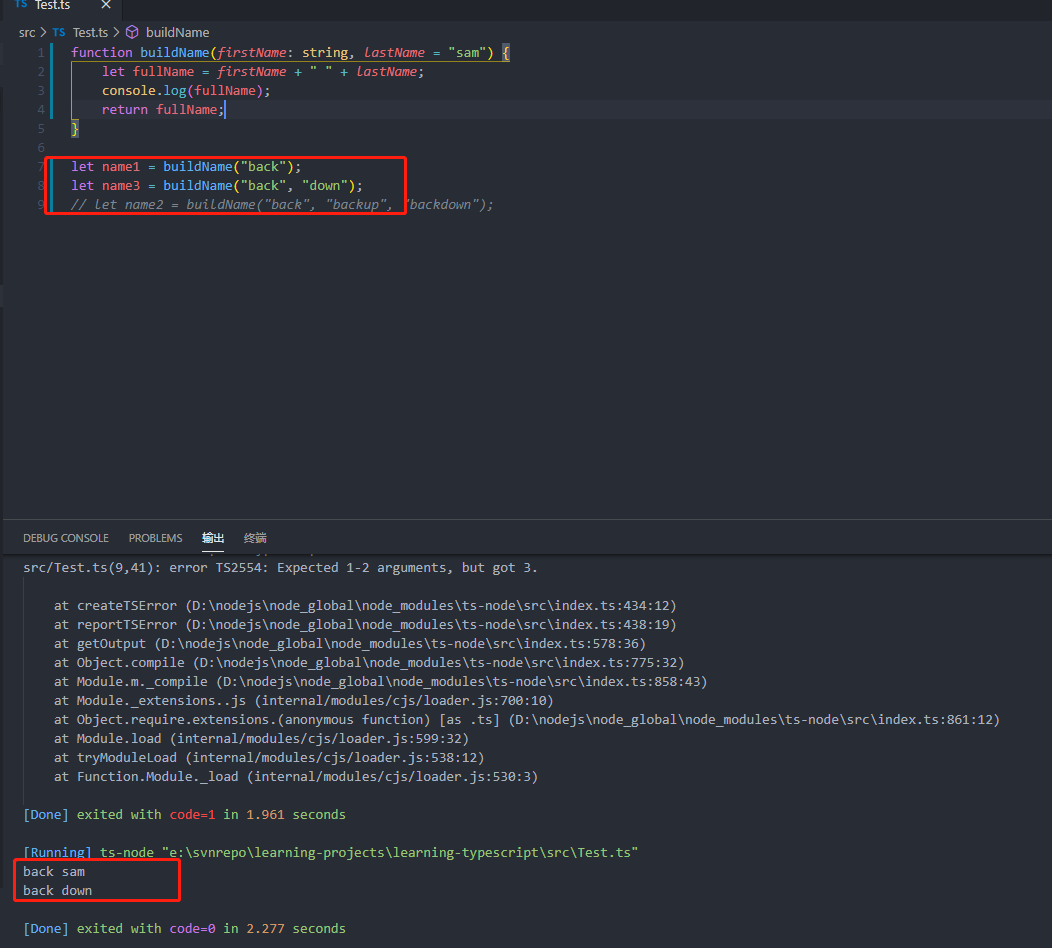 TS Test.ts ×
src > TS Test.ts > buildName
1 function buildName(firstName: string, lastName = "sam") {
2 let fullName = firstName + " " + lastName;
3 console.log(fullName);
4 return fullName;
5 }
6
7 let name1 = buildName("back");
8 let name3 = buildName("back", "down");
9 // let name2 = buildName("back", "backup", "backdown");
DEBUG CONSOLE PROBLEMS 输出 终端
src/Test.ts(9,41): error TS2554: Expected 1-2 arguments, but got 3.
at createTSError (D:\nodejs\node_global\node_modules\ts-node\src\index.ts:434:12)
at reportTSError (D:\nodejs\node_global\node_modules\ts-node\src\index.ts:438:19)
at getOutput (D:\nodejs\node_global\node_modules\ts-node\src\index.ts:578:36)
at Object.compile (D:\nodejs\node_global\node_modules\ts-node\src\index.ts:775:32)
at Module.m._compile (D:\nodejs\node_global\node_modules\ts-node\src\index.ts:858:43)
at Module._extensions..js (internal/modules/cjs/loader.js:700:10)
at Object.require.extensions.(anonymous function) [as .ts] (D:\nodejs\node_global\node_modules\ts-node\src\index.ts:861:12)
at Module.load (internal/modules/cjs/loader.js:599:32)
at tryModuleLoad (internal/modules/cjs/loader.js:538:12)
at Function.Module._load (internal/modules/cjs/loader.js:530:3)
[Done] exited with code=1 in 1.961 seconds
[Running] ts-node "e:\svnrepo\learning-projects\learning-typescript\src\Test.ts"
back sam
back down
[Done] exited with code=0 in 2.277 seconds